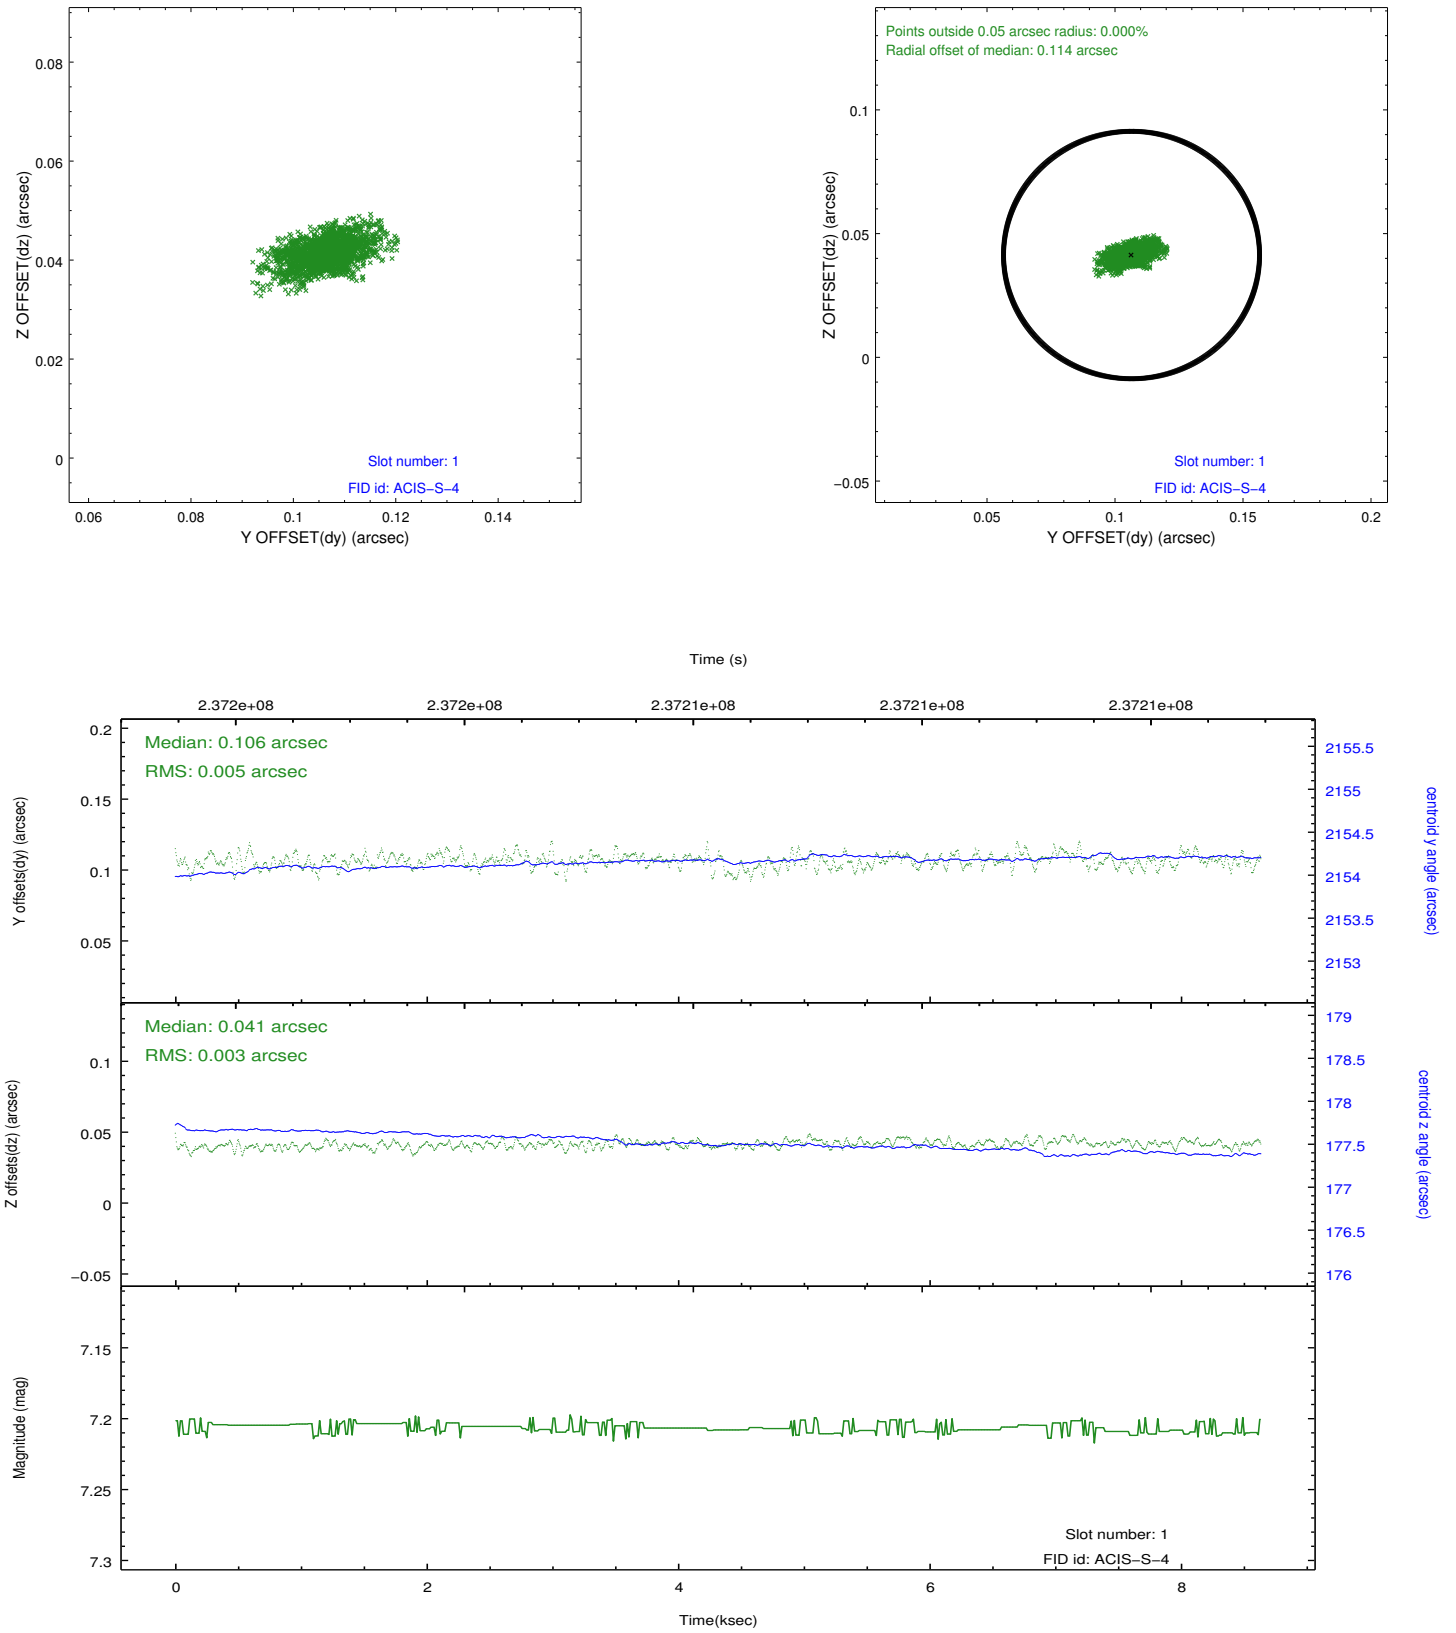 0.08
0.06
0.04
0.02
0
Z OFFSET(dz) (arcsec)
Slot number: 1
FID id: ACIS−S−4
0.06 0.08 0.1 0.12 0.14
Y OFFSET(dy) (arcsec)
Points outside 0.05 arcsec radius: 0.000%
Radial offset of median: 0.114 arcsec
0.1
0.05
0
−0.05
Z OFFSET(dz) (arcsec)
Slot number: 1
FID id: ACIS−S−4
0.05 0.1 0.15 0.2
Y OFFSET(dy) (arcsec)
Time (s)
2.372e+08 2.372e+08 2.3721e+08 2.3721e+08 2.3721e+08
Median: 0.106 arcsec
RMS: 0.005 arcsec
0.2
0.15
0.1
0.05
Y offsets(dy) (arcsec)
2155.5
2155
2154.5
2154
2153.5
2153
centroid y angle (arcsec)
Median: 0.041 arcsec
RMS: 0.003 arcsec
0.1
0.05
0
−0.05
Z offsets(dz) (arcsec)
179
178.5
178
177.5
177
176.5
176
centroid z angle (arcsec)
7.15
7.2
7.25
7.3
Magnitude (mag)
Slot number: 1
FID id: ACIS−S−4
0 2 4 6 8
Time(ksec)